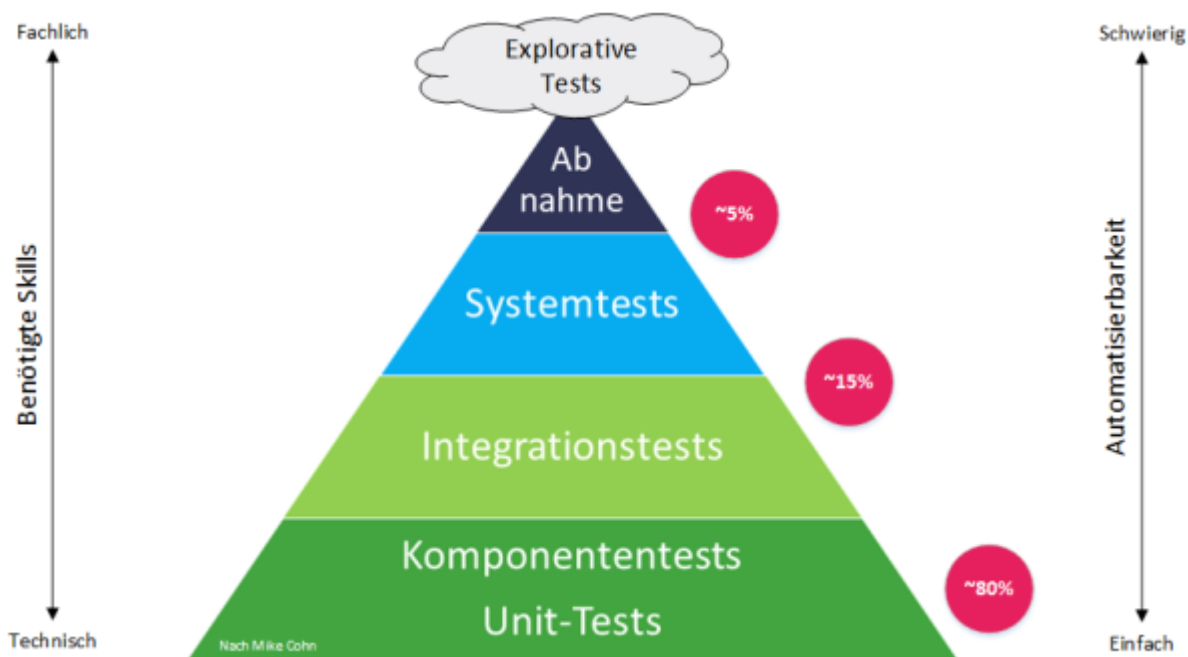 Fachlich
Schwierig
Explorative
Tests
Ab
nahme
~5%
Benötigte Skills
Automatisierbarkeit
Systemtests
~15%
Integrationstests
Komponententests
~80%
Unit-Tests
Technisch
Nach Mike Cohn
Einfach